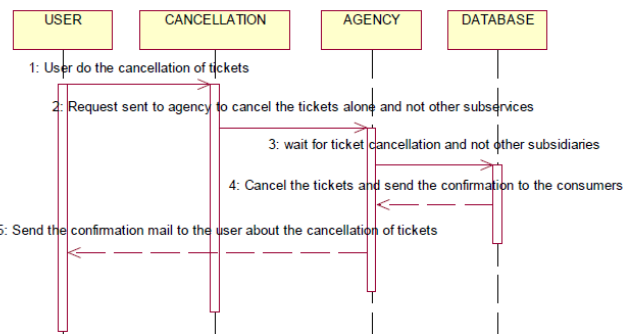 USER CANCELLATION AGENCY DATABASE
1: User do the cancellation of tickets
2: Request sent to agency to cancel the tickets alone and not other subservices
3: wait for ticket cancellation and not other subsidiaries
4: Cancel the tickets and send the confirmation to the consumers
5: Send the confirmation mail to the user about the cancellation of tickets